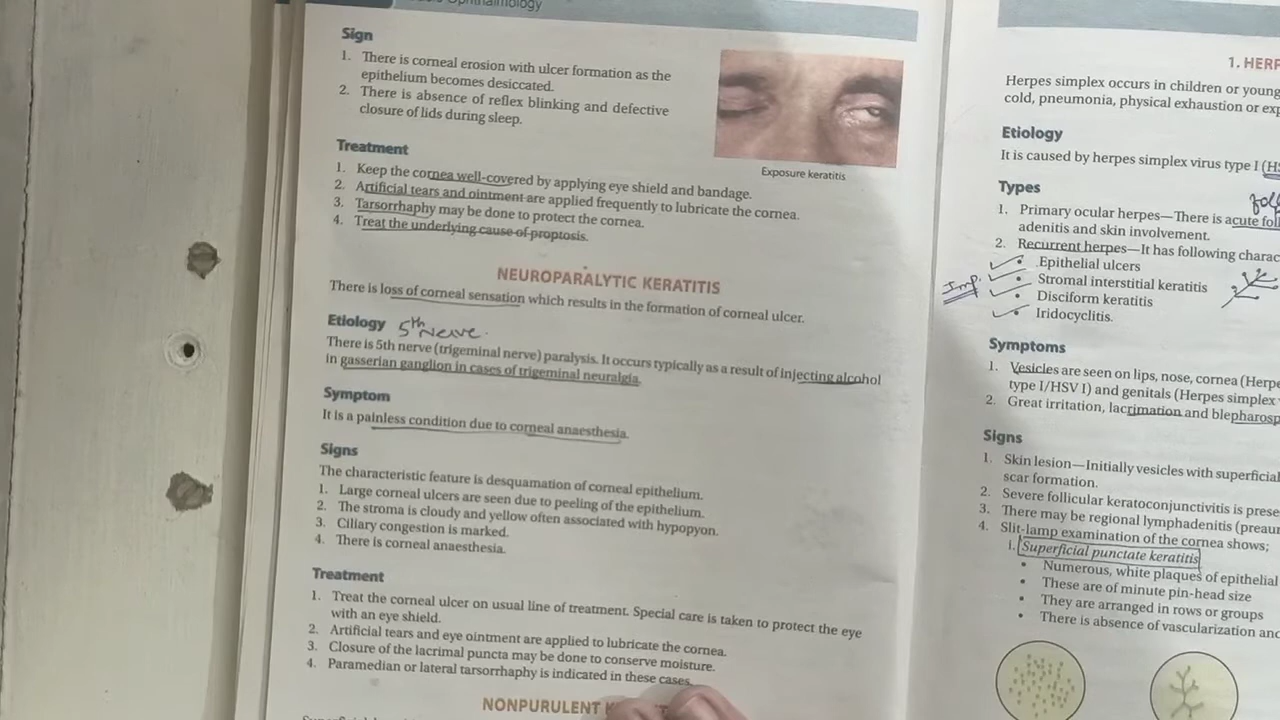 Ophthalmology
Sign
1. There is corneal erosion with ulcer formation as the
epithelium becomes desiccated.
2. There is absence of reflex blinking and defective
closure of lids during sleep.
Exposure keratitis
Treatment
1. Keep the cornea well-covered by applying eye shield and bandage.
2. Artificial tears and ointment are applied frequently to lubricate the cornea.
3. Tarsorrhaphy may be done to protect the cornea.
4. Treat the underlying cause of proptosis.
NEUROPARALYTIC KERATITIS
There is loss of corneal sensation which results in the formation of corneal ulcer.
Etiology 5th Nerve.
There is 5th nerve (trigeminal nerve) paralysis. It occurs typically as a result of injecting alcohol
in gasserian ganglion in cases of trigeminal neuralgia.
Symptom
It is a painless condition due to corneal anaesthesia.
Signs
The characteristic feature is desquamation of corneal epithelium.
1. Large corneal ulcers are seen due to peeling of the epithelium.
2. The stroma is cloudy and yellow often associated with hypopyon.
3. Ciliary congestion is marked.
4. There is corneal anaesthesia.
Treatment
1. Treat the corneal ulcer on usual line of treatment. Special care is taken to protect the eye
with an eye shield.
2. Artificial tears and eye ointment are applied to lubricate the cornea.
3. Closure of the lacrimal puncta may be done to conserve moisture.
4. Paramedian or lateral tarsorrhaphy is indicated in these cases.
NONPURULENT
1. HERP
Herpes simplex occurs in children or young
cold, pneumonia, physical exhaustion or
Etiology
It is caused by herpes simplex virus type I
Types
1. Primary ocular herpes—There is acute
adenitis and skin involvement.
2. Recurrent herpes—It has following
Imp.
• Epithelial ulcers
• Stromal interstitial keratitis
• Disciform keratitis
• Iridocyclitis.
Symptoms
1. Vesicles are seen on lips, nose, cornea
type I/HSV I) and genitals (Herpes simplex
2. Great irritation, lacrimation and
Signs
1. Skin lesion—Initially vesicles with
scar formation.
2. Severe follicular keratoconjunctivitis is
3. There may be regional lymphadenitis
4. Slit-lamp examination of the cornea shows;
1. Superficial punctate keratitis
• Numerous, white plaques of epithelial
• These are of minute pin-head size
• They are arranged in rows or groups
• There is absence of vascularization